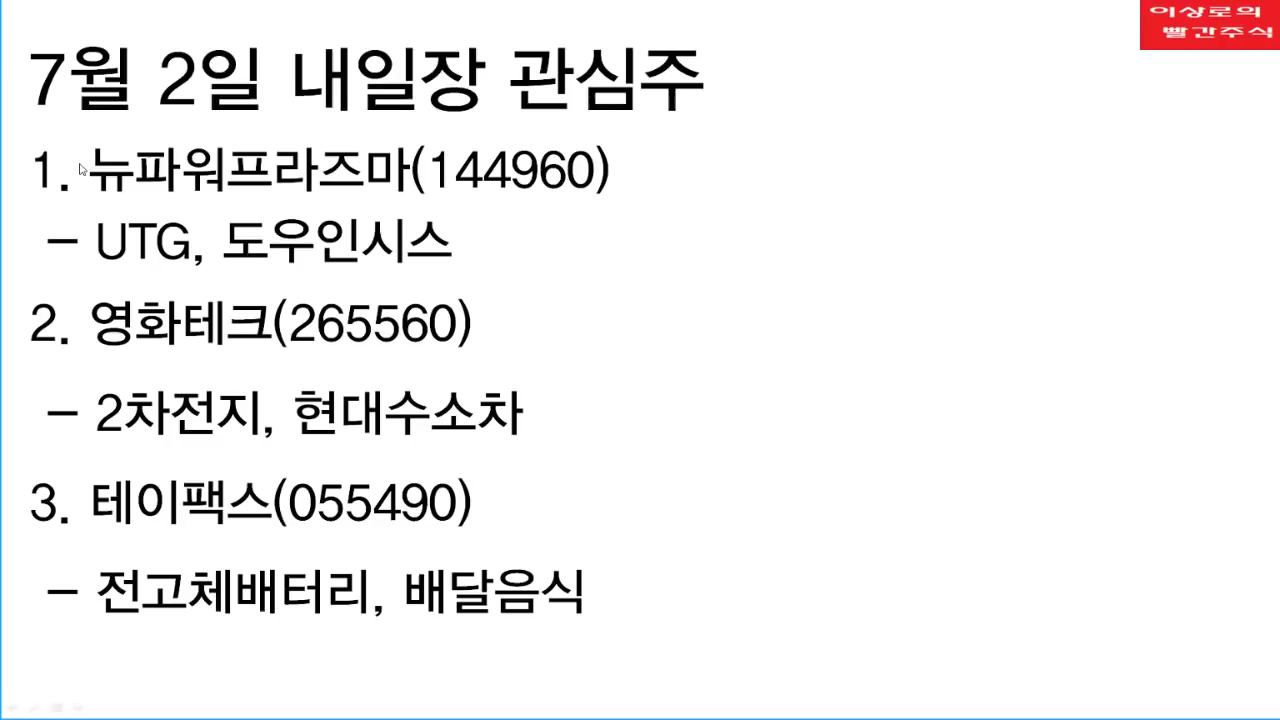 이상로의
빨간주식
7월 2일 내일장 관심주
1. 뉴파워프라즈마(144960)
– UTG, 도우인시스
2. 영화테크(265560)
– 2차전지, 현대수소차
3. 테이팩스(055490)
– 전고체배터리, 배달음식